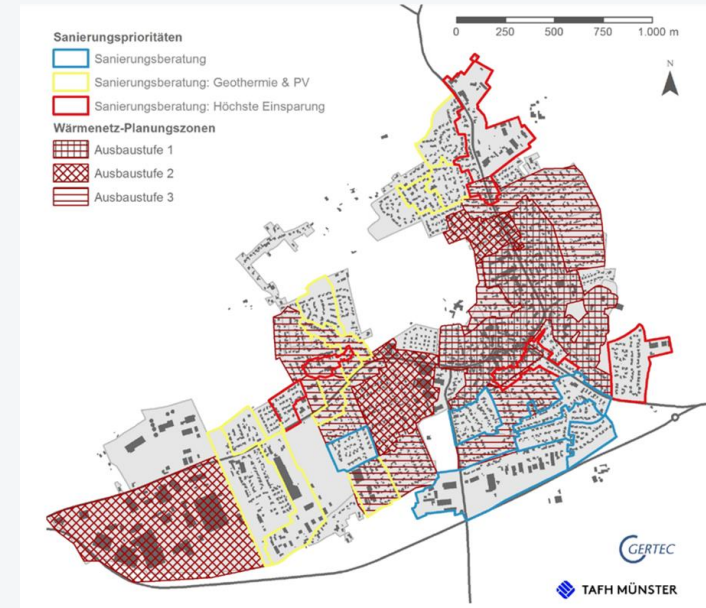 Sanierungsprioritäten
Sanierungsberatung
Sanierungsberatung: Geothermie & PV
Sanierungsberatung: Höchste Einsparung
Wärmenetz-Planungszonen
Ausbaustufe 1
Ausbaustufe 2
Ausbaustufe 3
0 250 500 750 1.000 m
N
GERTEC
TAFH MÜNSTER